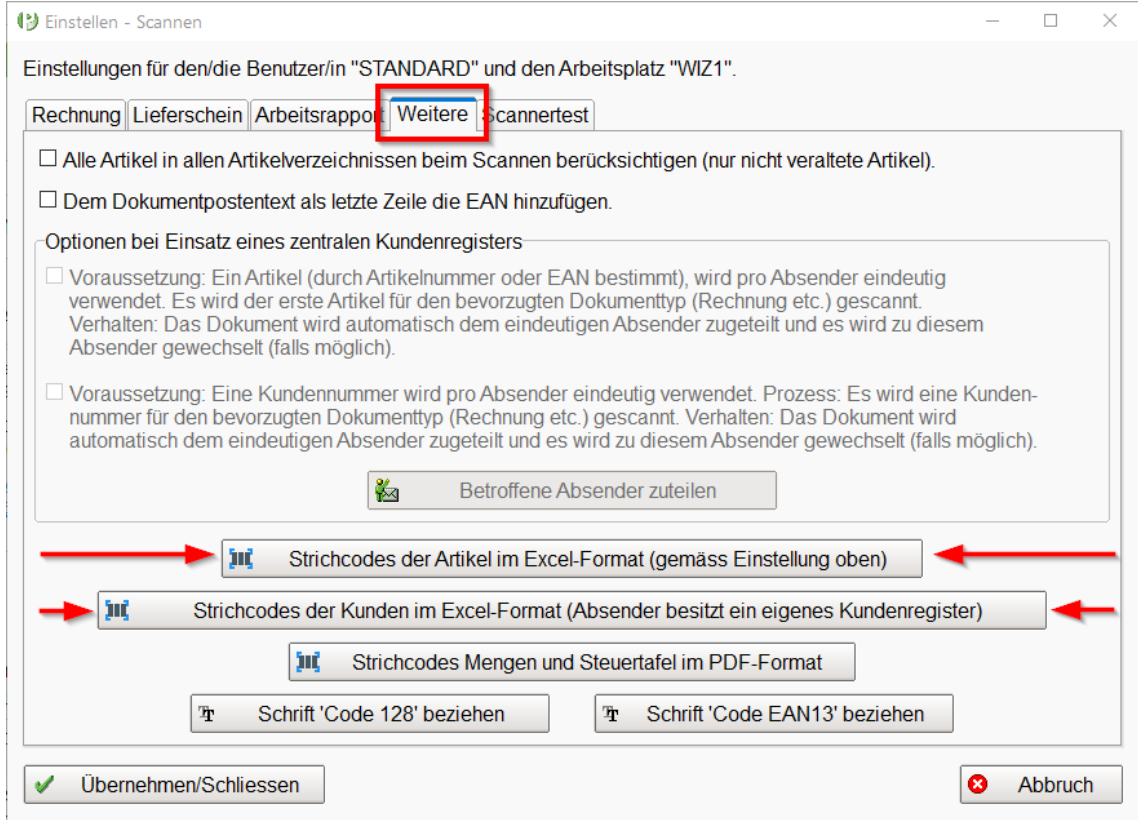 Einstellen - Scannen
Einstellungen für den/die Benutzer/in "STANDARD" und den Arbeitsplatz "WIZ1".
Rechnung Lieferschein Arbeitsrapport Weitere Scannertest
Alle Artikel in allen Artikelverzeichnissen beim Scannen berücksichtigen (nur nicht veraltete Artikel).
Dem Dokumentpostentext als letzte Zeile die EAN hinzufügen.
Optionen bei Einsatz eines zentralen Kundenregisters
Voraussetzung: Ein Artikel (durch Artikelnummer oder EAN bestimmt), wird pro Absender eindeutig
verwendet. Es wird der erste Artikel für den bevorzugten Dokumenttyp (Rechnung etc.) gescannt.
Verhalten: Das Dokument wird automatisch dem eindeutigen Absender zugeteilt und es wird zu diesem
Absender gewechselt (falls möglich).
Voraussetzung: Eine Kundennummer wird pro Absender eindeutig verwendet. Prozess: Es wird eine Kunden-
nummer für den bevorzugten Dokumenttyp (Rechnung etc.) gescannt. Verhalten: Das Dokument wird
automatisch dem eindeutigen Absender zugeteilt und es wird zu diesem Absender gewechselt (falls möglich).
Betroffene Absender zuteilen
Strichcodes der Artikel im Excel-Format (gemäss Einstellung oben)
Strichcodes der Kunden im Excel-Format (Absender besitzt ein eigenes Kundenregister)
Strichcodes Mengen und Steuertafel im PDF-Format
Schrift 'Code 128' beziehen Schrift 'Code EAN13' beziehen
Übernehmen/Schliessen Abbruch